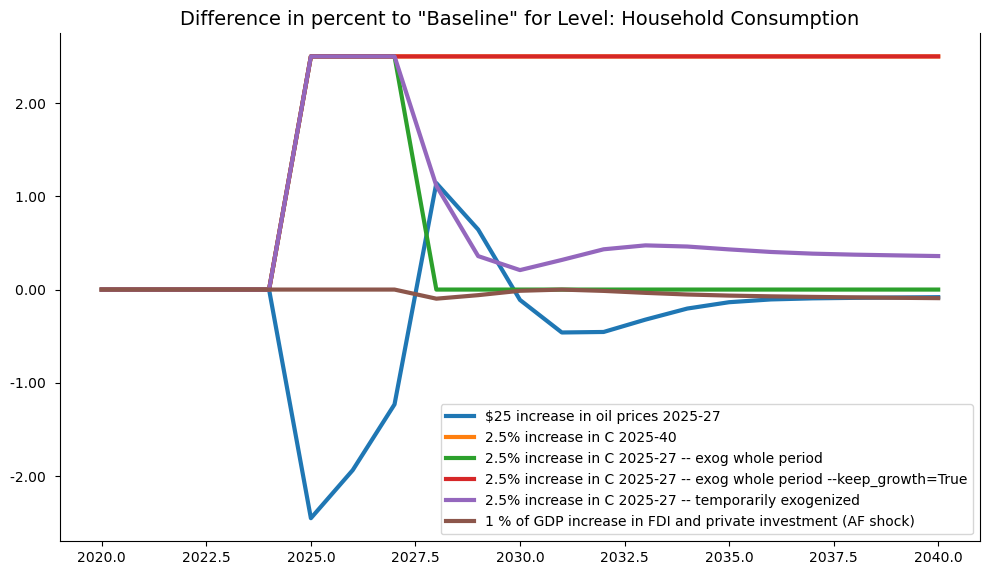 Difference in percent to "Baseline" for Level: Household Consumption
2.00
1.00
0.00
-1.00
-2.00
$25 increase in oil prices 2025-27
2.5% increase in C 2025-40
2.5% increase in C 2025-27 -- exog whole period
2.5% increase in C 2025-27 -- exog whole period --keep_growth=True
2.5% increase in C 2025-27 -- temporarily exogenized
1 % of GDP increase in FDI and private investment (AF shock)
2020.0 2022.5 2025.0 2027.5 2030.0 2032.5 2035.0 2037.5 2040.0